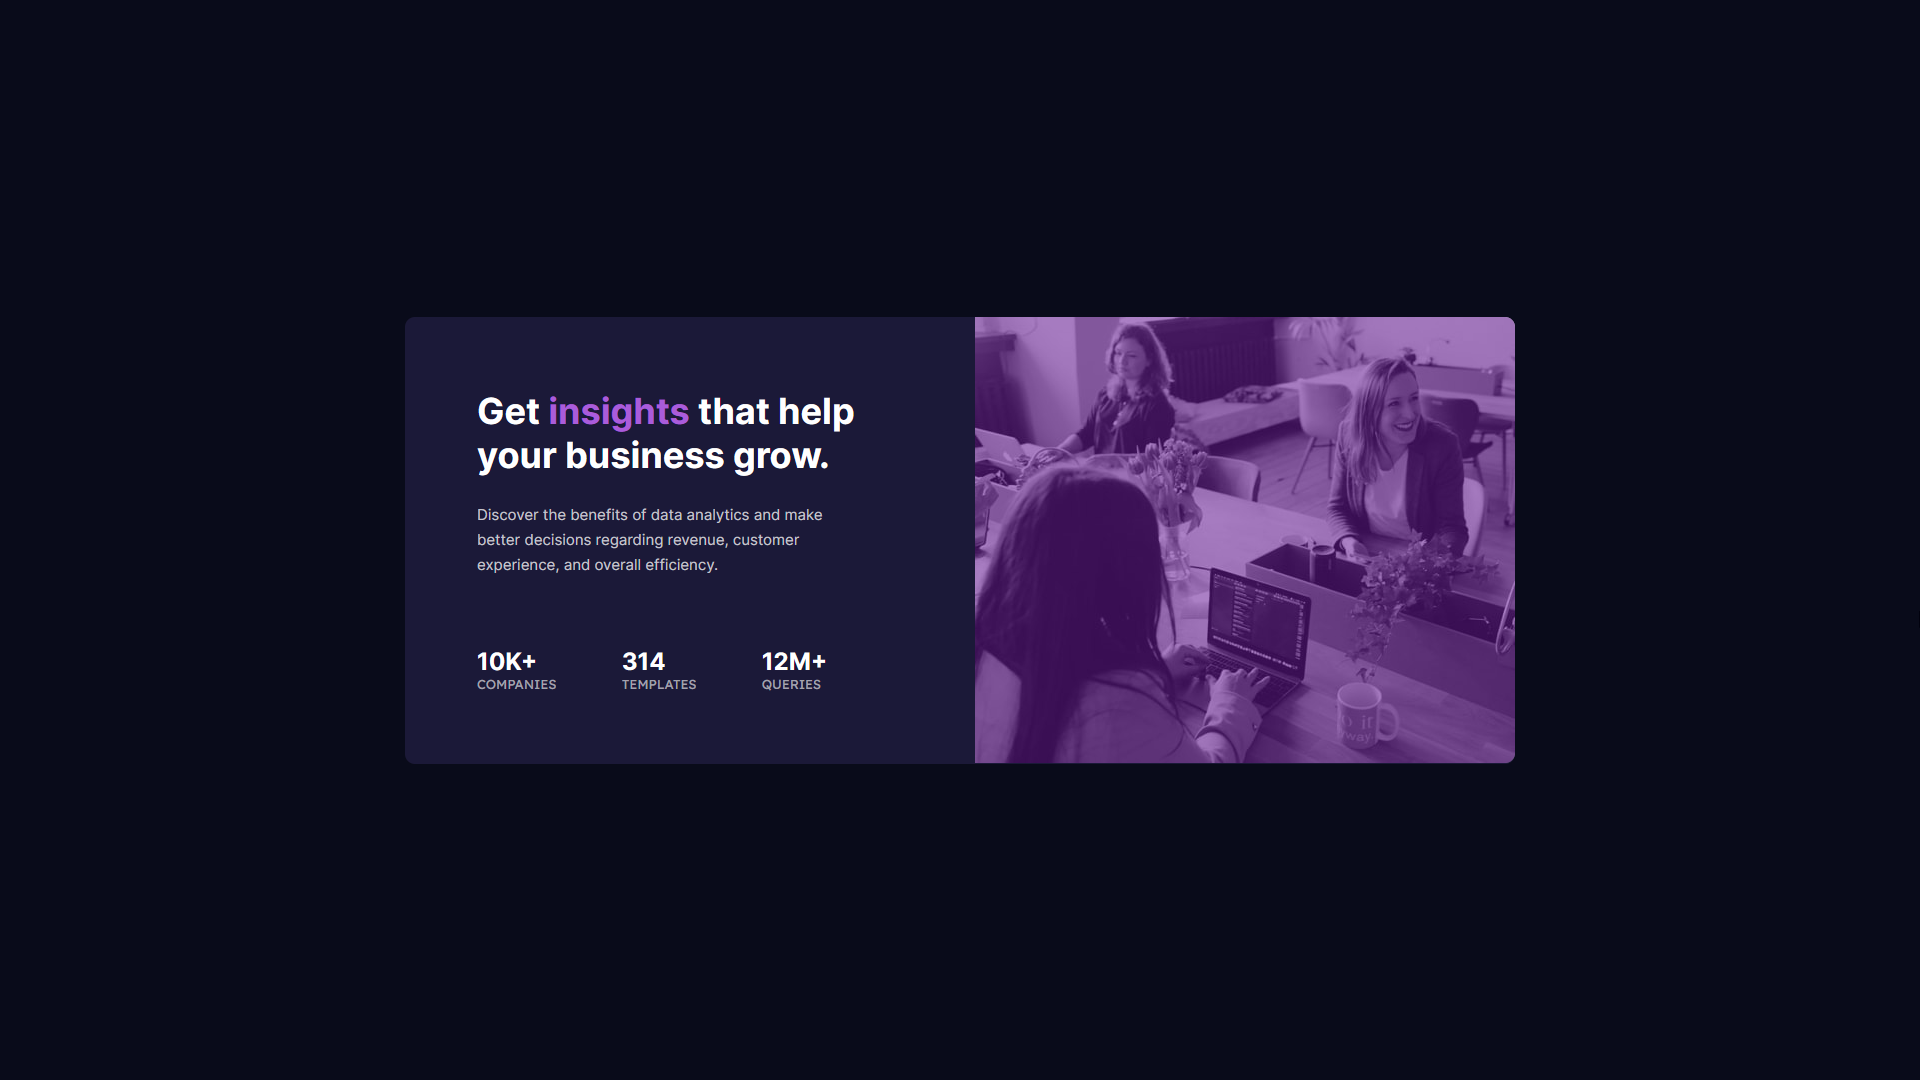 Get insights that help
your business grow.
Discover the benefits of data analytics and make
better decisions regarding revenue, customer
experience, and overall efficiency.
10K+ 314 12M+
COMPANIES TEMPLATES QUERIES